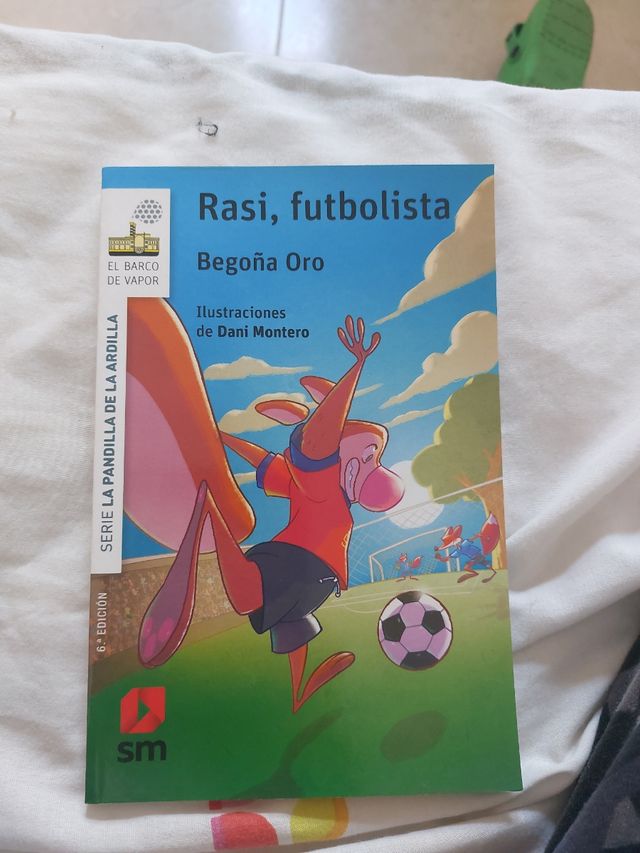 Rasi, futbolista
Begoña Oro
Ilustraciones
de Dani Montero
EL BARCO
DE VAPOR
SERIE LA PANDILLA DE LA ARDILLA
6.ª EDICIÓN
sm